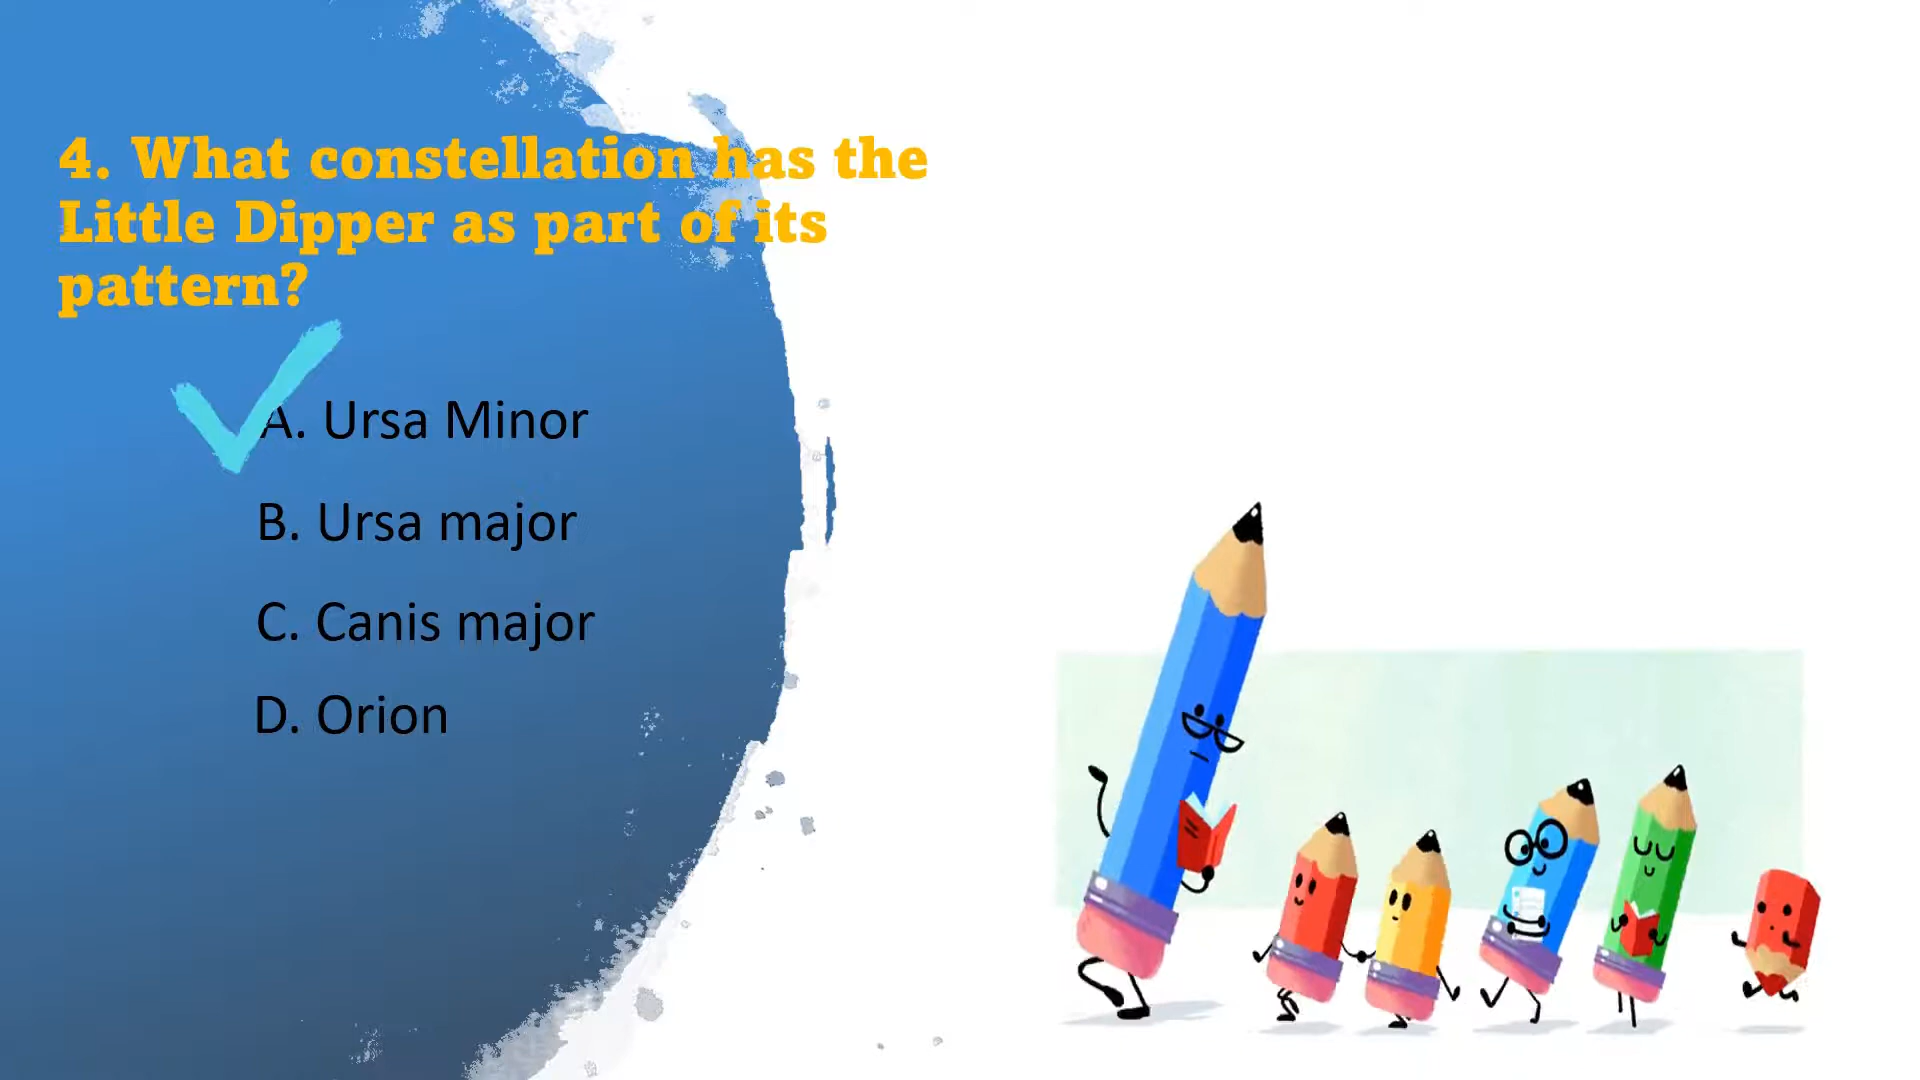 4. What constellation has the
Little Dipper as part of its
pattern?
A. Ursa Minor
B. Ursa major
C. Canis major
D. Orion